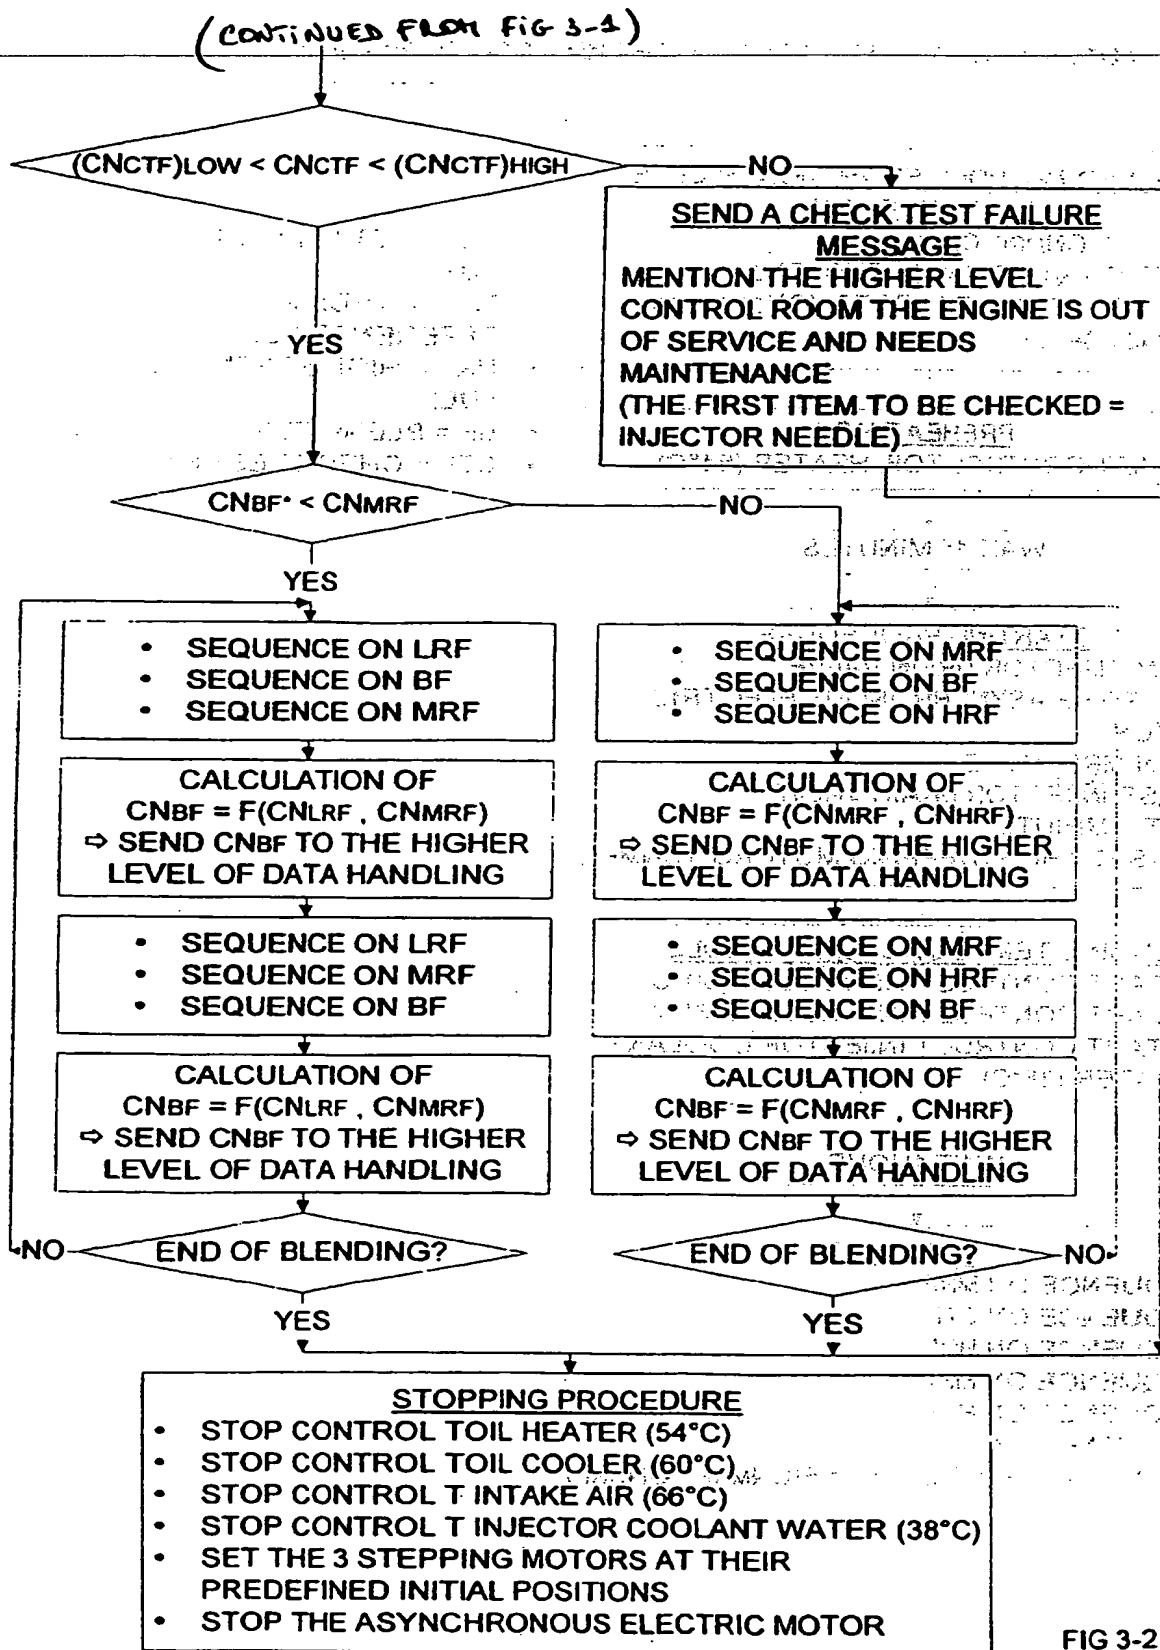 (CONTINUED FROM FIG 3-1)
(CNCTF)LOW < CNCTF < (CNCTF)HIGH
NO
SEND A CHECK TEST FAILURE
MESSAGE
MENTION THE HIGHER LEVEL
CONTROL ROOM THE ENGINE IS OUT
OF SERVICE AND NEEDS
MAINTENANCE
(THE FIRST ITEM TO BE CHECKED =
INJECTOR NEEDLE)
YES
CNBF* < CNMRF
NO
YES
• SEQUENCE ON LRF
• SEQUENCE ON BF
• SEQUENCE ON MRF
CALCULATION OF
CNBF = F(CNLRF , CNMRF)
⇨ SEND CNBF TO THE HIGHER
LEVEL OF DATA HANDLING
• SEQUENCE ON LRF
• SEQUENCE ON MRF
• SEQUENCE ON BF
CALCULATION OF
CNBF = F(CNLRF , CNMRF)
⇨ SEND CNBF TO THE HIGHER
LEVEL OF DATA HANDLING
NO
END OF BLENDING?
YES
• SEQUENCE ON MRF
• SEQUENCE ON BF
• SEQUENCE ON HRF
CALCULATION OF
CNBF = F(CNMRF , CNHRF)
⇨ SEND CNBF TO THE HIGHER
LEVEL OF DATA HANDLING
• SEQUENCE ON MRF
• SEQUENCE ON HRF
• SEQUENCE ON BF
CALCULATION OF
CNBF = F(CNMRF , CNHRF)
⇨ SEND CNBF TO THE HIGHER
LEVEL OF DATA HANDLING
END OF BLENDING?
NO
YES
STOPPING PROCEDURE
• STOP CONTROL TOIL HEATER (54°C)
• STOP CONTROL TOIL COOLER (60°C)
• STOP CONTROL T INTAKE AIR (66°C)
• STOP CONTROL T INJECTOR COOLANT WATER (38°C)
• SET THE 3 STEPPING MOTORS AT THEIR
PREDEFINED INITIAL POSITIONS
• STOP THE ASYNCHRONOUS ELECTRIC MOTOR
FIG 3-2